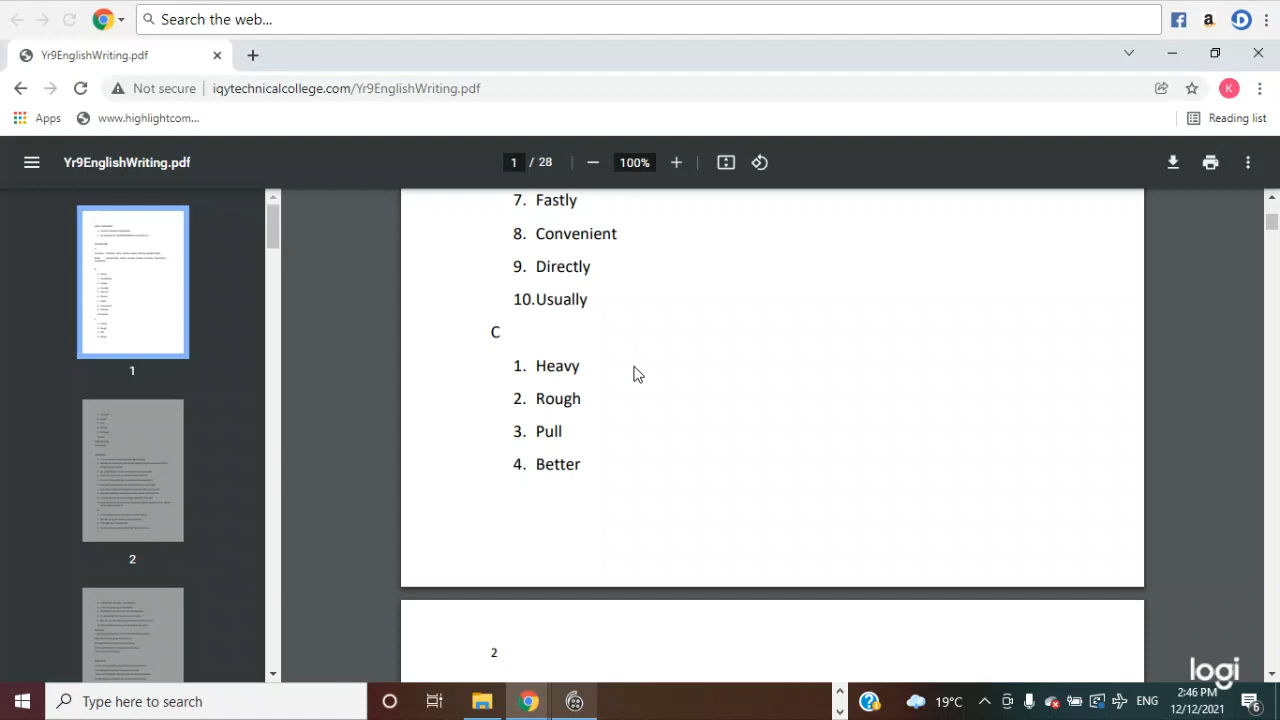 Search the web...
Yr9EnglishWriting.pdf
Not secure
iqytechnicalcollege.com/Yr9EnglishWriting.pdf
K
Apps
www.highlightcom...
Reading list
Yr9EnglishWriting.pdf
1 / 28
100%
7. Fastly
8. Convenient
9. Directly
10.Usually
C
1. Heavy
2. Rough
3. Pull
4. Better
2
1
2
logi
Type here to search
19°C
ENG
2:46 PM
12/12/2021
6